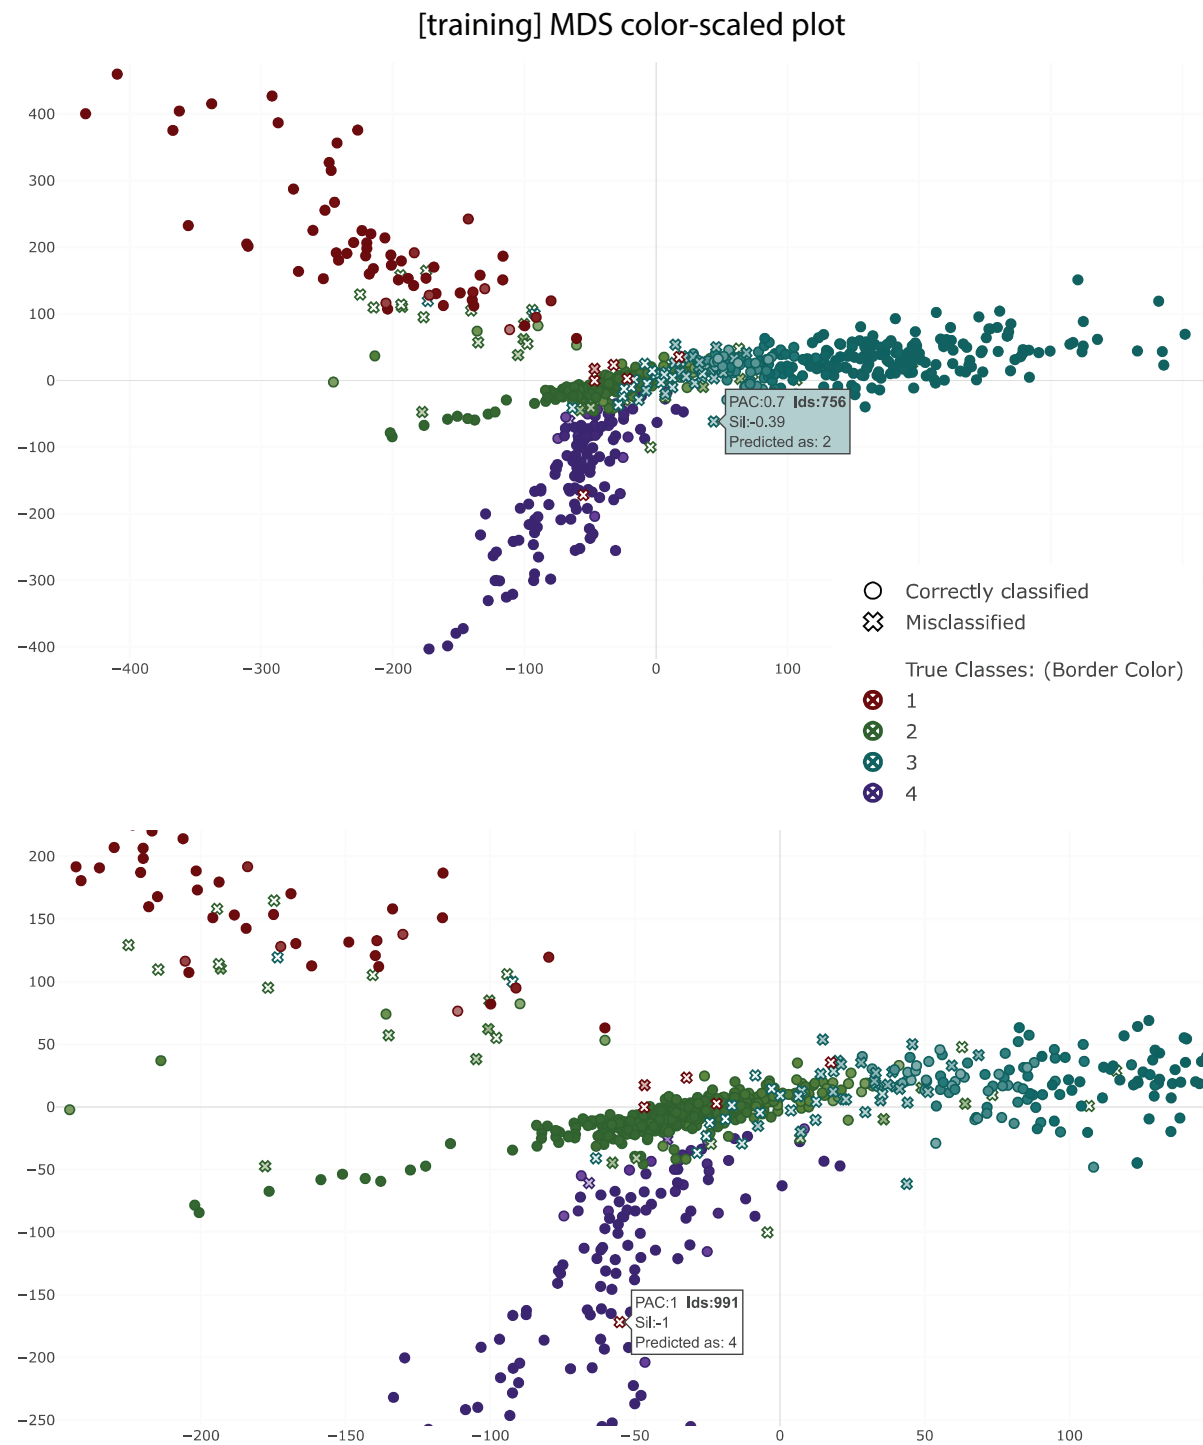 [training] MDS color-scaled plot
400
300
200
100
0
−100
−200
−300
−400
−400 −300 −200 −100 0 100
PAC:0.7 Ids:756
Sil:-0.39
Predicted as: 2
Correctly classified
Misclassified
True Classes: (Border Color)
1
2
3
4
200
150
100
50
0
−50
−100
−150
−200
−250
−200 −150 −100 −50 0 50 100
PAC:1 Ids:991
Sil:-1
Predicted as: 4